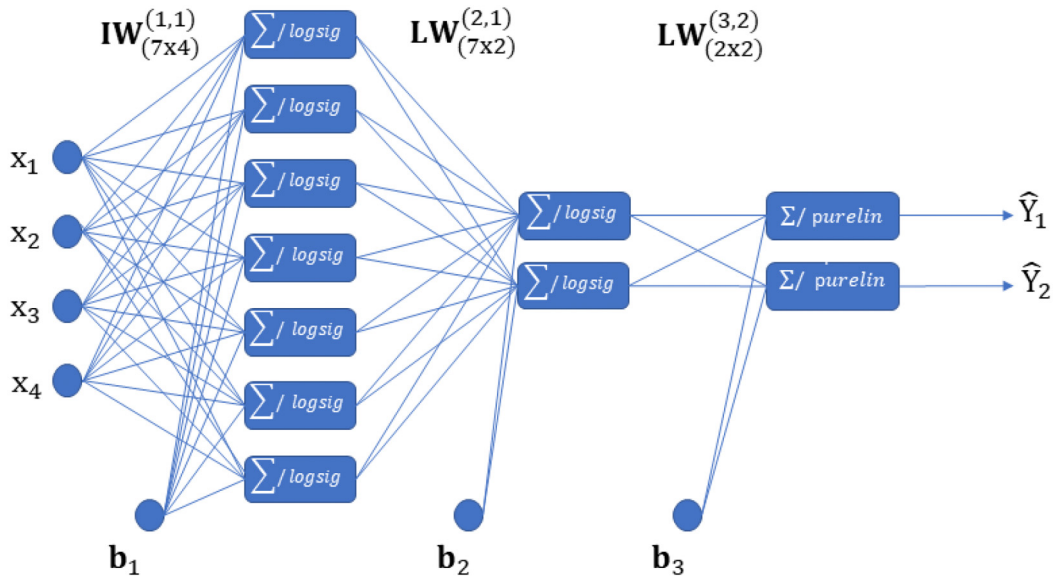 IW(1,1)(7x4)
LW(2,1)(7x2)
LW(3,2)(2x2)
∑/logsig
∑/logsig
∑/logsig
∑/logsig
∑/logsig
∑/logsig
∑/logsig
x1
x2
x3
x4
∑/logsig
∑/logsig
Σ/ purelin
Σ/ purelin
Ŷ1
Ŷ2
b1
b2
b3